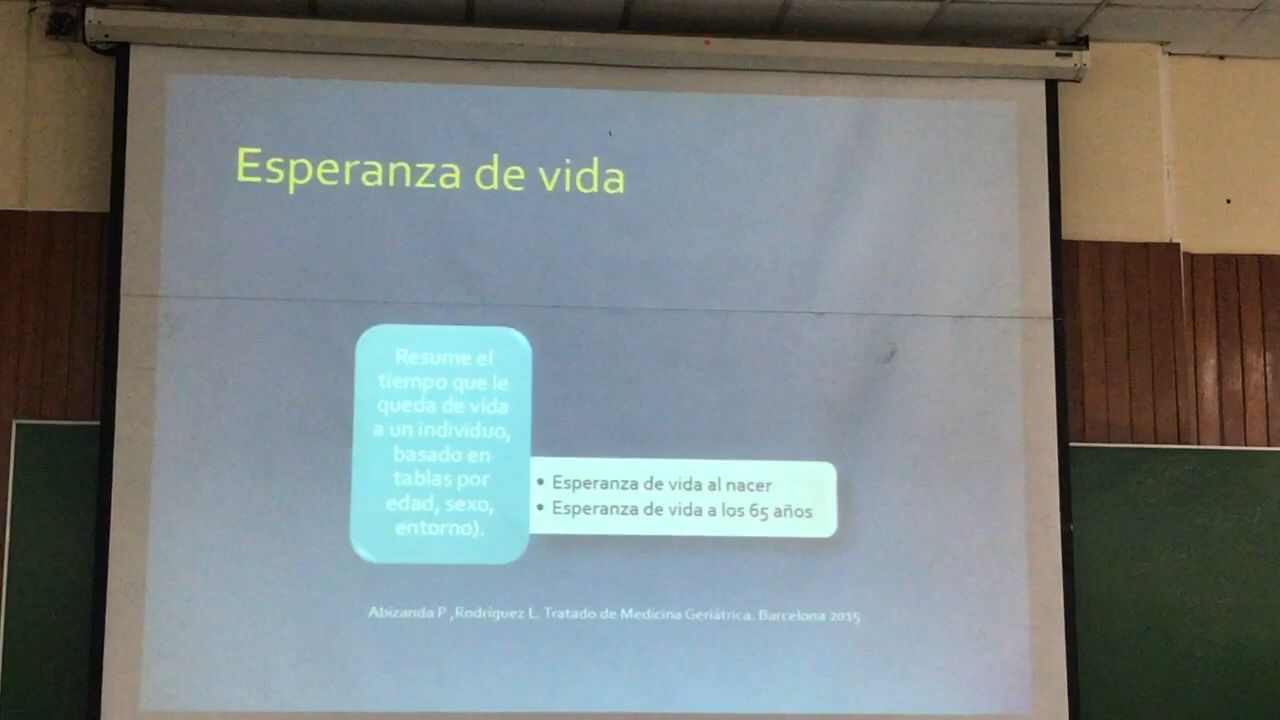 Esperanza de vida
Resume el
tiempo que le
queda de vida
a un individuo,
basado en
tablas por
edad, sexo,
entorno).
• Esperanza de vida al nacer
• Esperanza de vida a los 65 años
Abizanda P ,Rodríguez L. Tratado de Medicina Geriátrica. Barcelona 2015